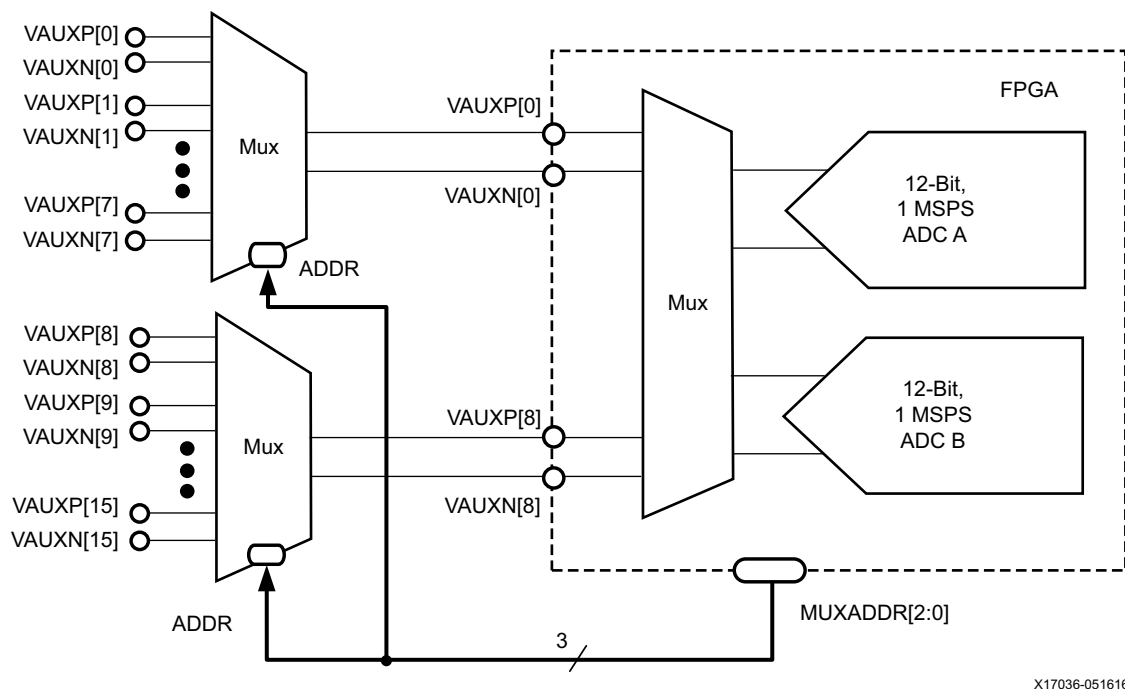 VAUXP[0]
VAUXN[0]
VAUXP[1]
VAUXN[1]
VAUXP[7]
VAUXN[7]
Mux
ADDR
VAUXP[0]
VAUXN[0]
FPGA
Mux
12-Bit,
1 MSPS
ADC A
VAUXP[8]
VAUXN[8]
VAUXP[9]
VAUXN[9]
VAUXP[15]
VAUXN[15]
Mux
ADDR
VAUXP[8]
VAUXN[8]
12-Bit,
1 MSPS
ADC B
MUXADDR[2:0]
3
X17036-051616